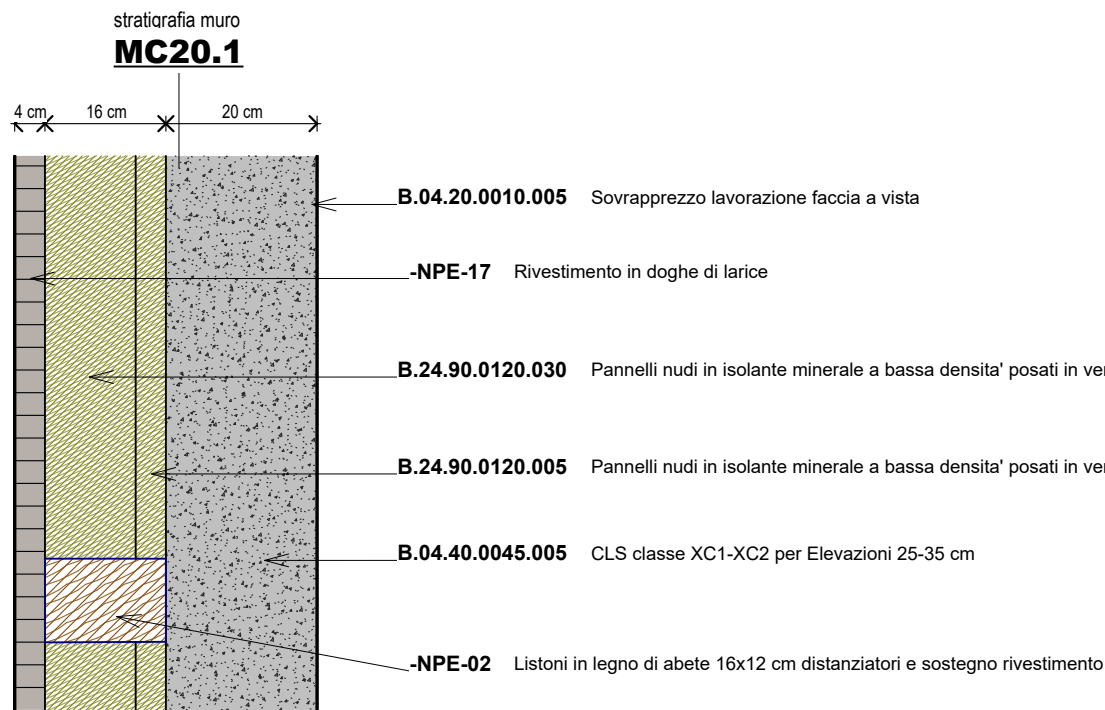 stratigrafia muro
MC20.1
4 cm 16 cm 20 cm
B.04.20.0010.005 Sovrapprezzo lavorazione faccia a vista
-NPE-17 Rivestimento in doghe di larice
B.24.90.0120.030 Pannelli nudi in isolante minerale a bassa densita' posati in
B.24.90.0120.005 Pannelli nudi in isolante minerale a bassa densita' posati in
B.04.40.0045.005 CLS classe XC1-XC2 per Elevazioni 25-35 cm
-NPE-02 Listoni in legno di abete 16x12 cm distanziatori e sostegno rivestimento